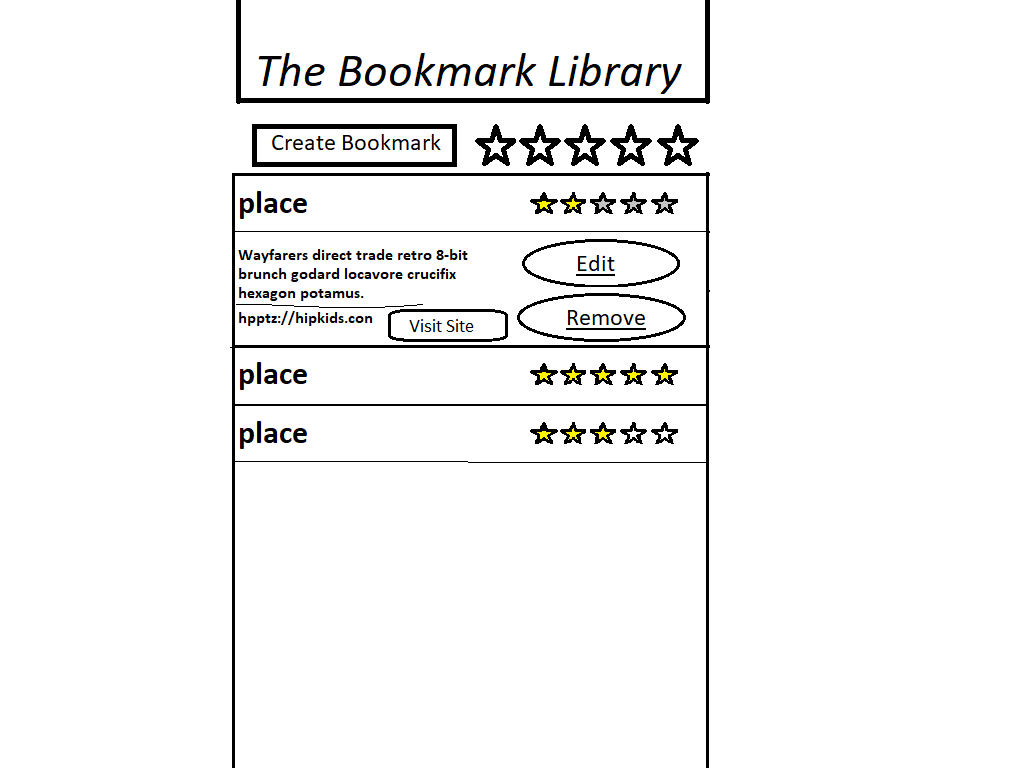 The Bookmark Library
Create Bookmark
place
Wayfarers direct trade retro 8-bit
brunch godard locavore crucifix
hexagon potamus.
Edit
hpptz://hipkids.con
Visit Site
Remove
place
place